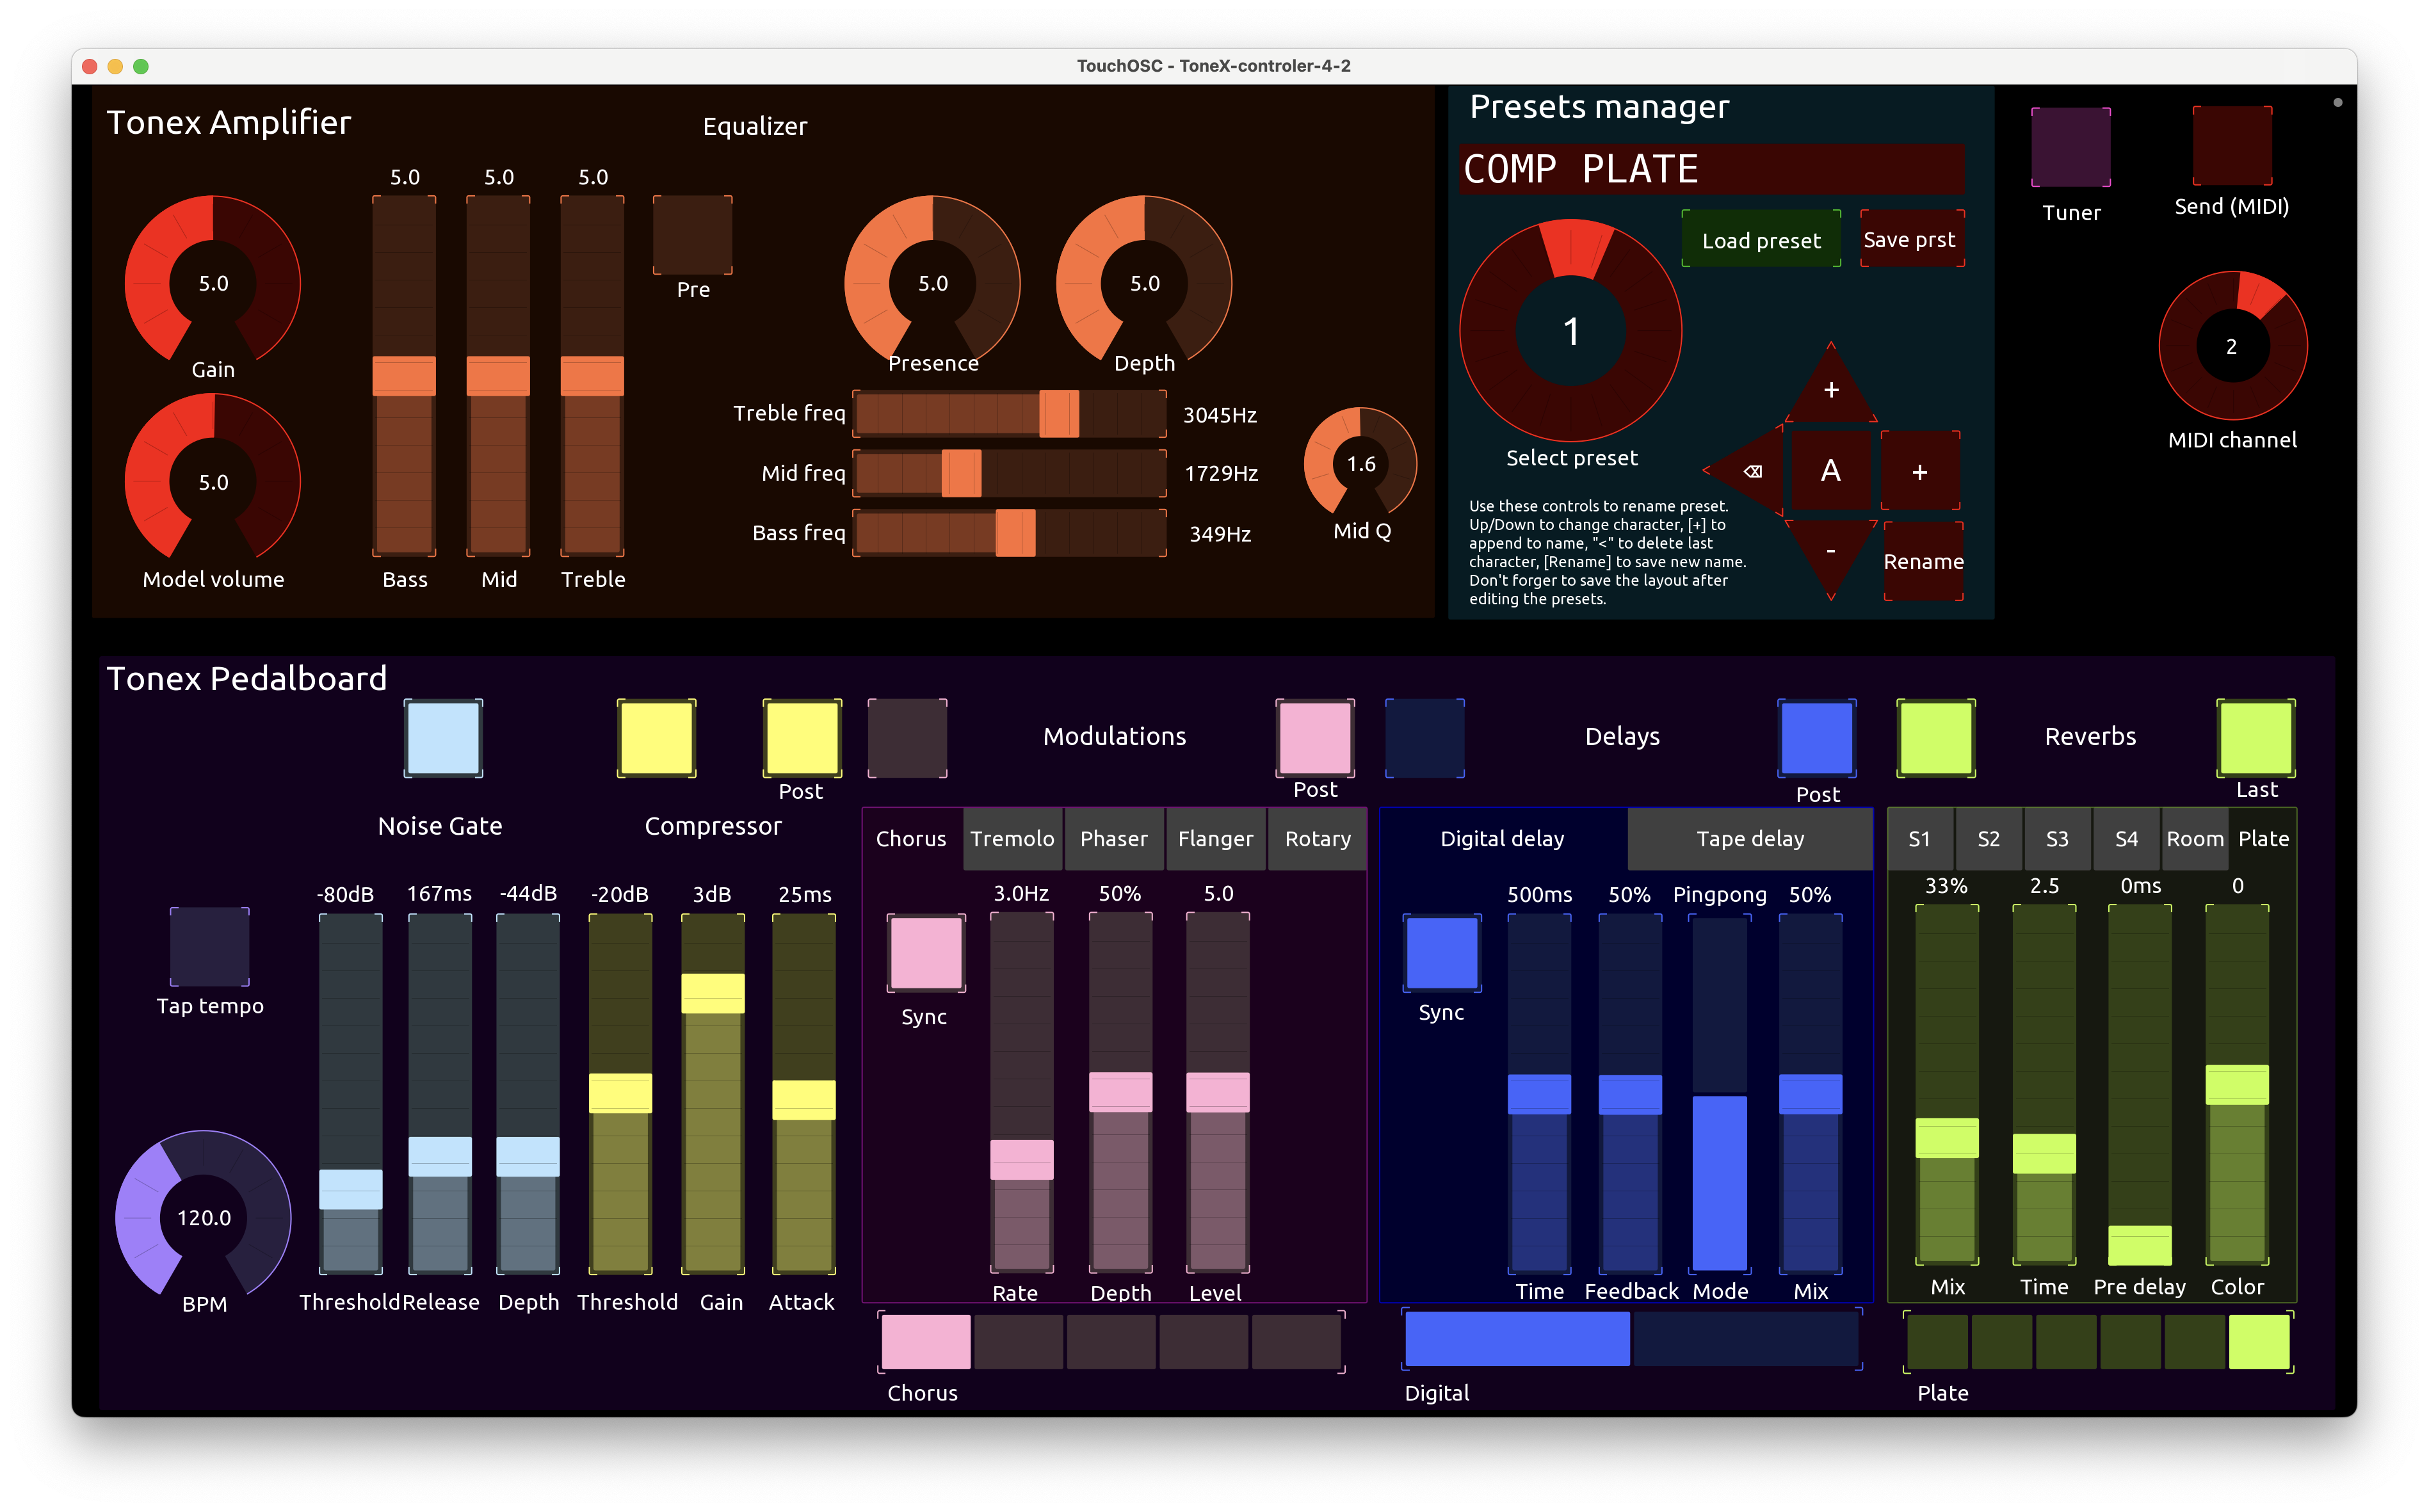 TouchOSC - ToneX-controler-4-2
Tonex Amplifier
Equalizer
5.0 5.0 5.0
5.0
Gain
5.0
Model volume
Bass Mid Treble
Pre
5.0
Presence
5.0
Depth
Treble freq 3045Hz
Mid freq 1729Hz
Bass freq 349Hz
1.6
Mid Q
Presets manager
COMP PLATE
Load preset
Save prst
1
Select preset
+
⌫ A +
-
Rename
Use these controls to rename preset.
Up/Down to change character, [+] to
append to name, "<" to delete last
character, [Rename] to save new name.
Don't forger to save the layout after
editing the presets.
Tuner
Send (MIDI)
2
MIDI channel
Tonex Pedalboard
Tap tempo
120.0
BPM
Noise Gate
-80dB 167ms -44dB
Threshold Release Depth
Compressor
Post
-20dB 3dB 25ms
Threshold Gain Attack
Modulations
Post
Chorus Tremolo Phaser Flanger Rotary
3.0Hz 50% 5.0
Sync
Rate Depth Level
Chorus
Delays
Post
Digital delay Tape delay
500ms 50% Pingpong 50%
Sync
Time Feedback Mode Mix
Digital
Reverbs
Last
S1 S2 S3 S4 Room Plate
33% 2.5 0ms 0
Mix Time Pre delay Color
Plate